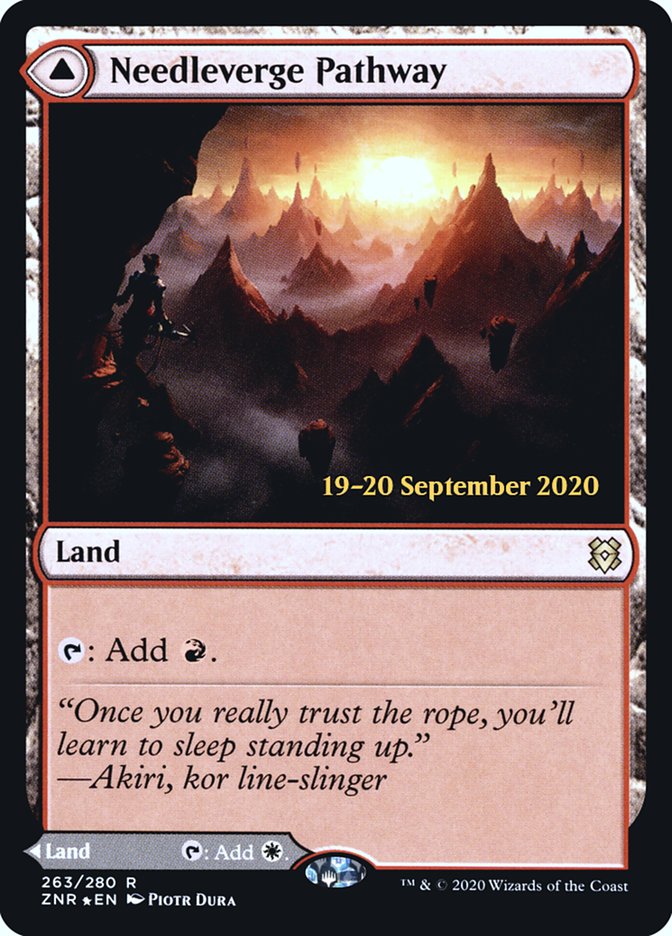 Needleverge Pathway
19–20 September 2020
Land
: Add .
“Once you really trust the rope, you’ll
learn to sleep standing up.”
—Akiri, kor line-slinger
Land : Add .
263/280 R
ZNR ★ EN Piotr Dura
™ & © 2020 Wizards of the Coast